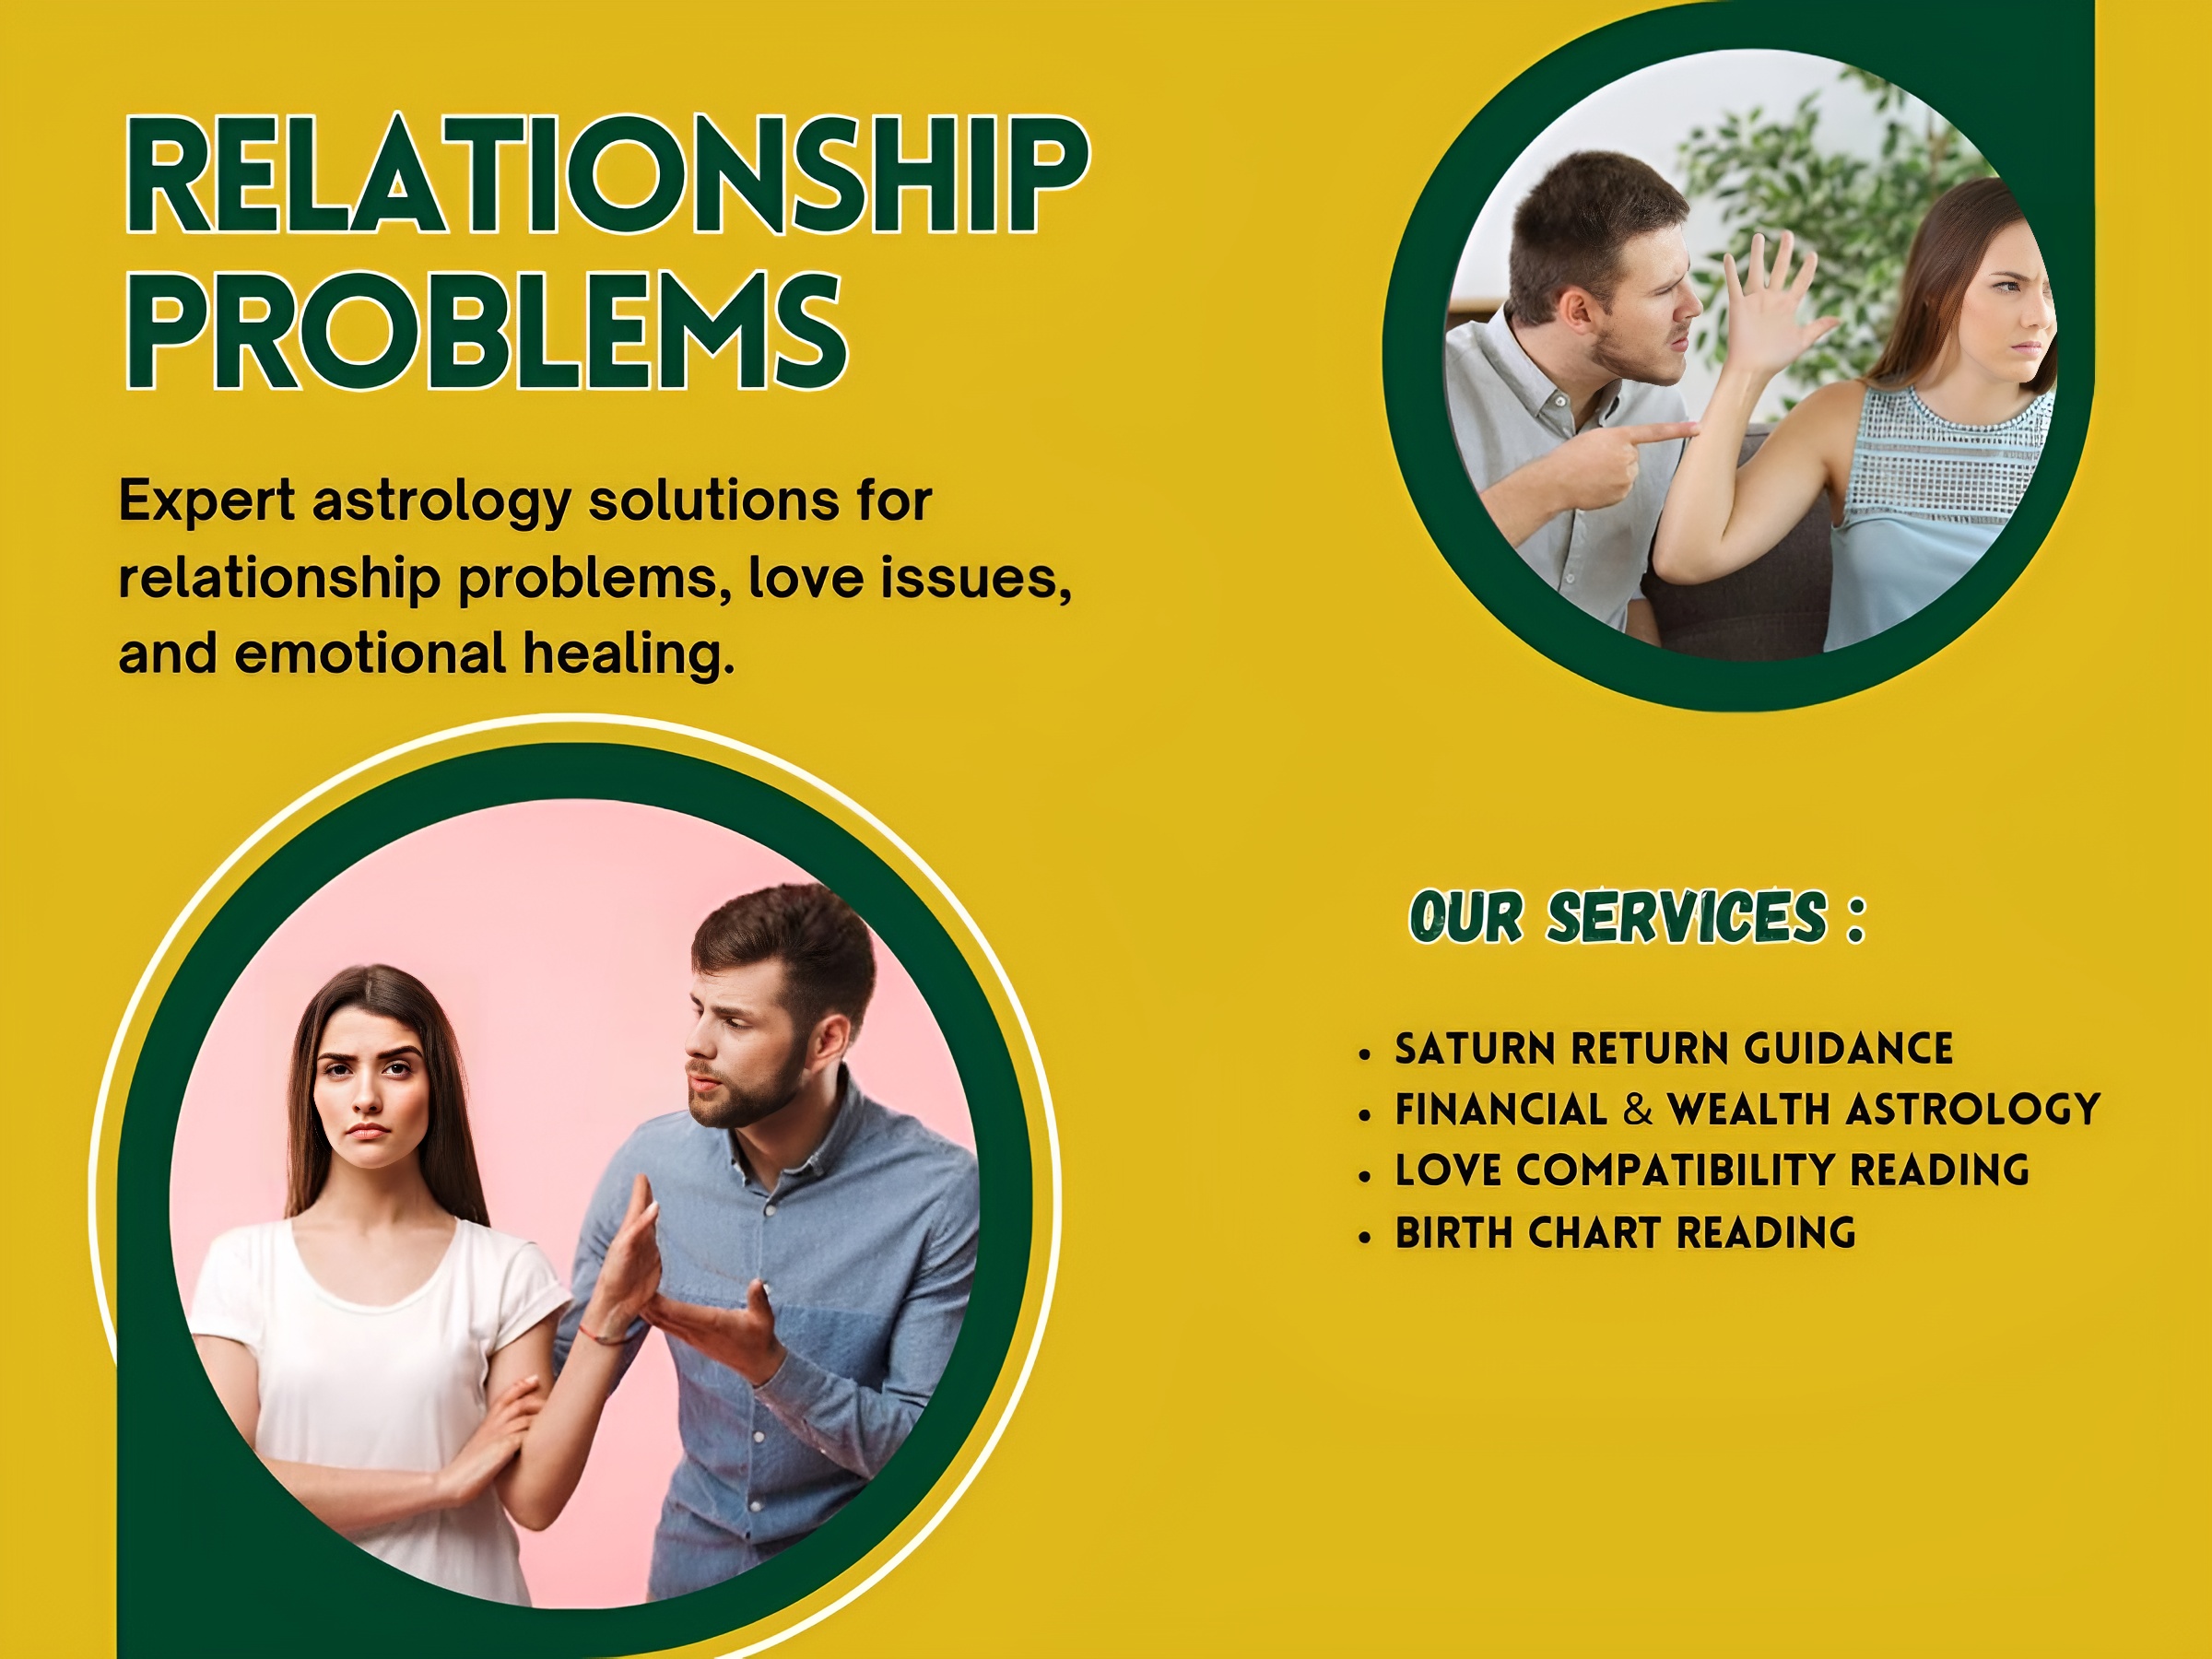 RELATIONSHIP
PROBLEMS
Expert astrology solutions for
relationship problems, love issues,
and emotional healing.
OUR SERVICES :
• SATURN RETURN GUIDANCE
• FINANCIAL & WEALTH ASTROLOGY
• LOVE COMPATIBILITY READING
• BIRTH CHART READING